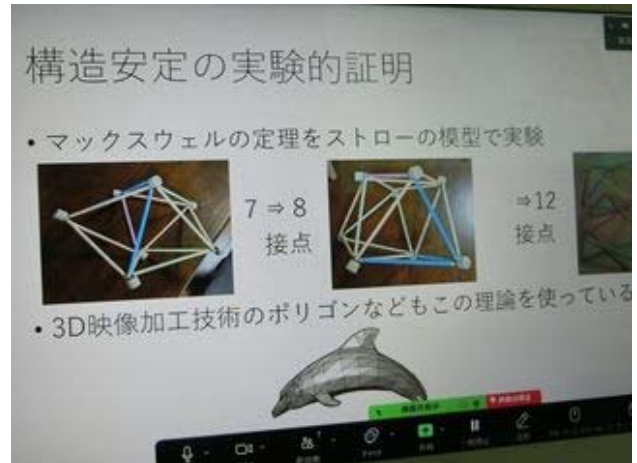 構造安定の実験的証明
• マックスウェルの定理をストローの模型で実験
7 ⇒ 8
接点
⇒12
接点
• 3D映像加工技術のポリゴンなどもこの理論を使っている